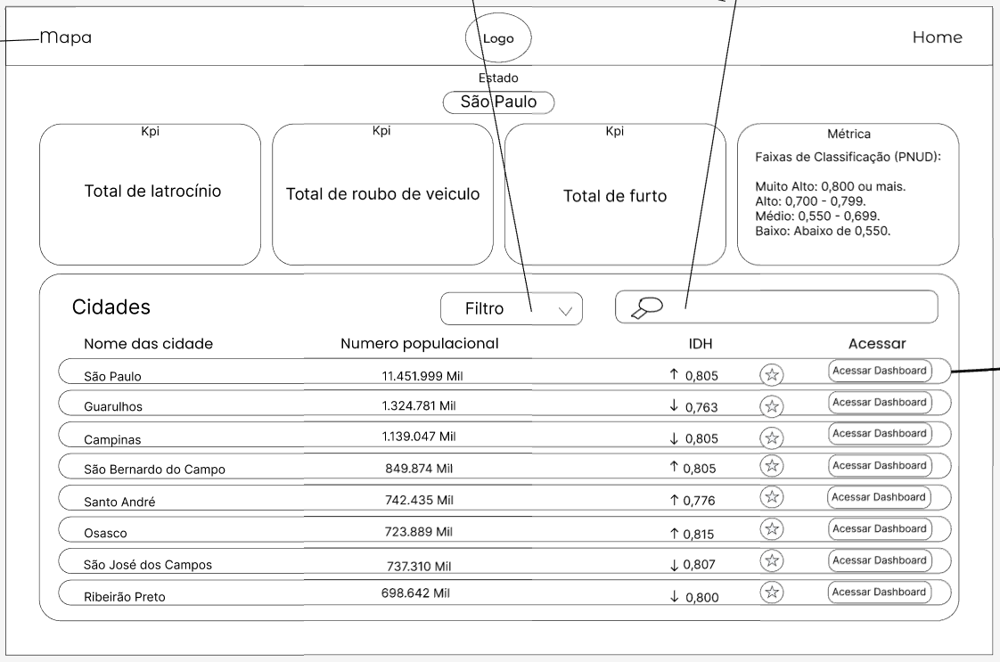 Mapa
Logo
Home
Estado
São Paulo
Kpi
Total de latrocínio
Kpi
Total de roubo de veiculo
Kpi
Total de furto
Métrica
Faixas de Classificação (PNUD):
Muito Alto: 0,800 ou mais.
Alto: 0,700 - 0,799.
Médio: 0,550 - 0,699.
Baixo: Abaixo de 0,550.
Cidades
Filtro
Nome das cidade Numero populacional IDH Acessar
São Paulo 11.451.999 Mil ↑ 0,805 Acessar Dashboard
Guarulhos 1.324.781 Mil ↓ 0,763 Acessar Dashboard
Campinas 1.139.047 Mil ↓ 0,805 Acessar Dashboard
São Bernardo do Campo 849.874 Mil ↑ 0,805 Acessar Dashboard
Santo André 742.435 Mil ↑ 0,776 Acessar Dashboard
Osasco 723.889 Mil ↑ 0,815 Acessar Dashboard
São José dos Campos 737.310 Mil ↓ 0,807 Acessar Dashboard
Ribeirão Preto 698.642 Mil ↓ 0,800 Acessar Dashboard